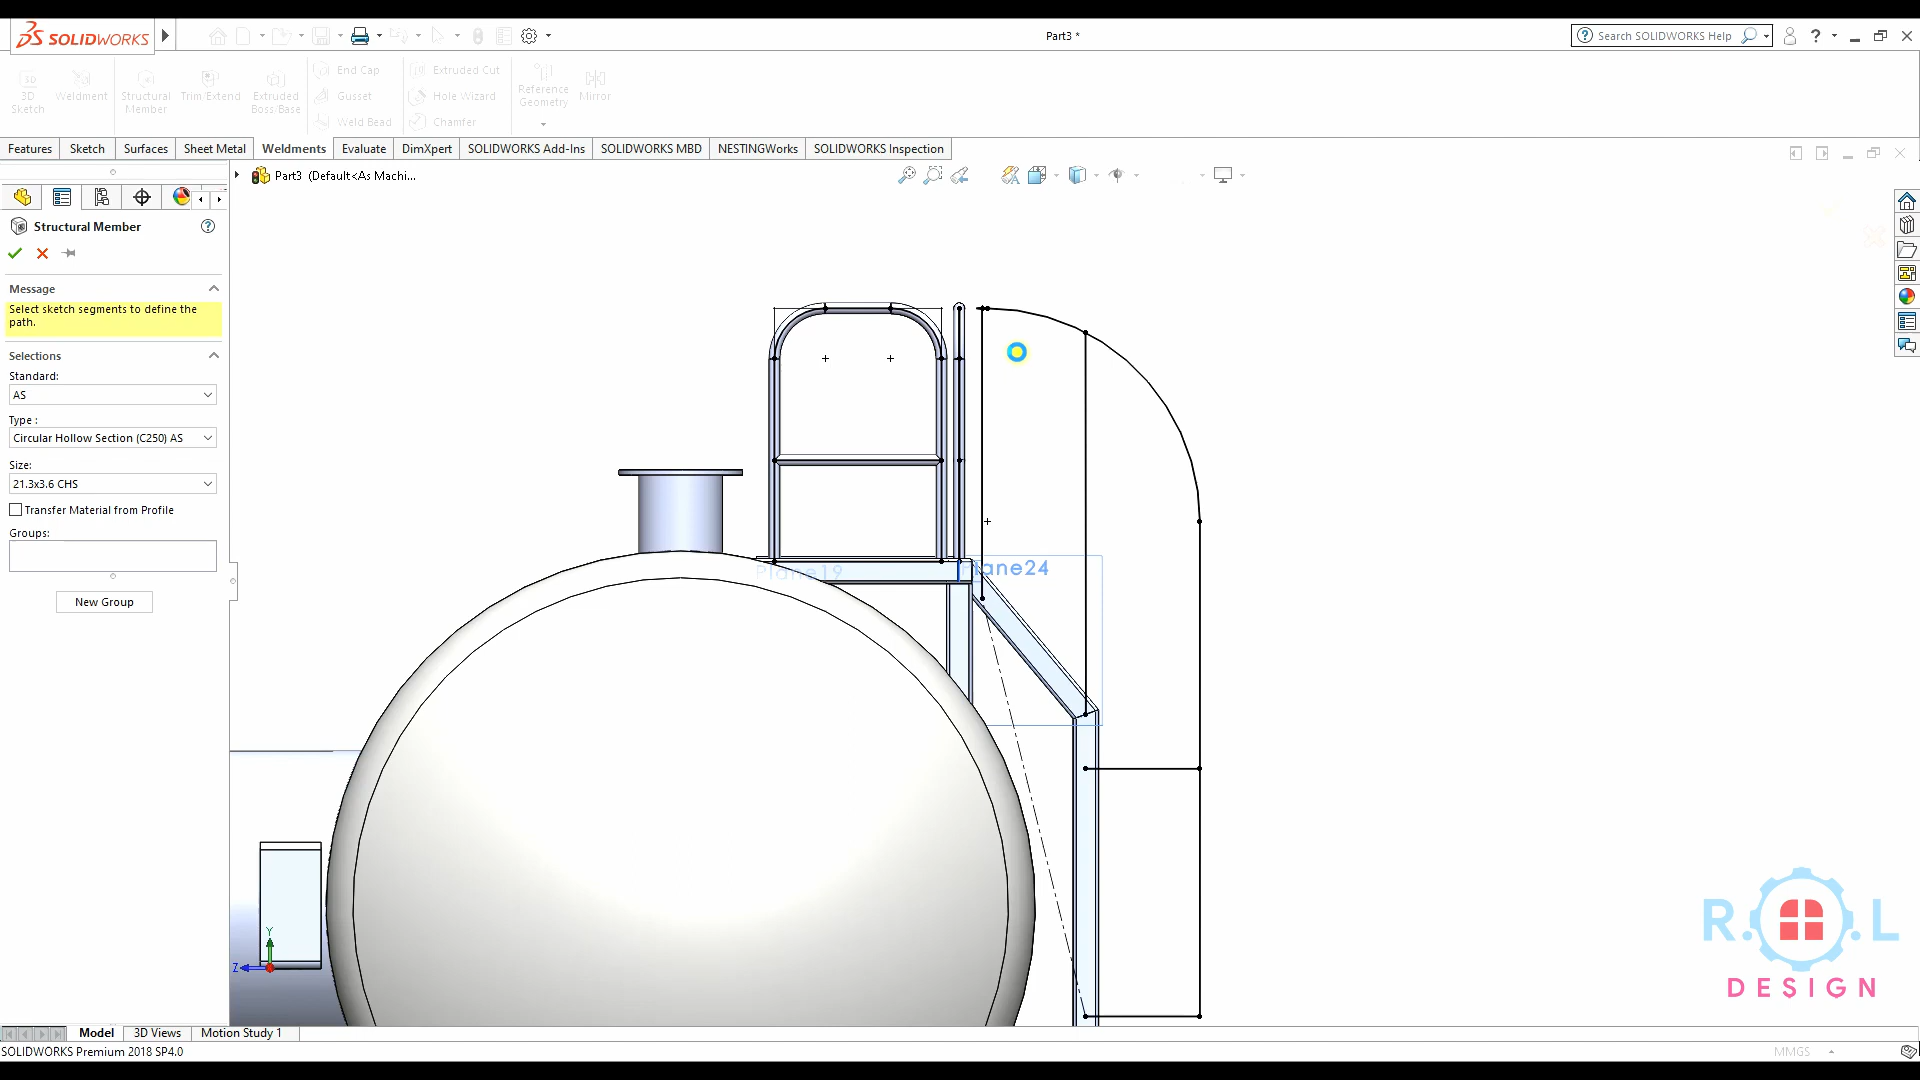 SOLIDWORKS
Part3 *
Search SOLIDWORKS Help
3D Sketch
Weldment
Structural Member
Trim/Extend
Extruded Boss/Base
End Cap
Gusset
Weld Bead
Extruded Cut
Hole Wizard
Chamfer
Reference Geometry
Mirror
Features Sketch Surfaces Sheet Metal Weldments Evaluate DimXpert SOLIDWORKS Add-Ins SOLIDWORKS MBD NESTINGWorks SOLIDWORKS Inspection
Part3 (Default<As Machi...
Structural Member
Message
Select sketch segments to define the
path.
Selections
Standard:
AS
Type :
Circular Hollow Section (C250) AS
Size:
21.3x3.6 CHS
Transfer Material from Profile
Groups:
New Group
Plane19
Plane24
Y
Z
R. .L
DESIGN
Model 3D Views Motion Study 1
SOLIDWORKS Premium 2018 SP4.0
MMGS